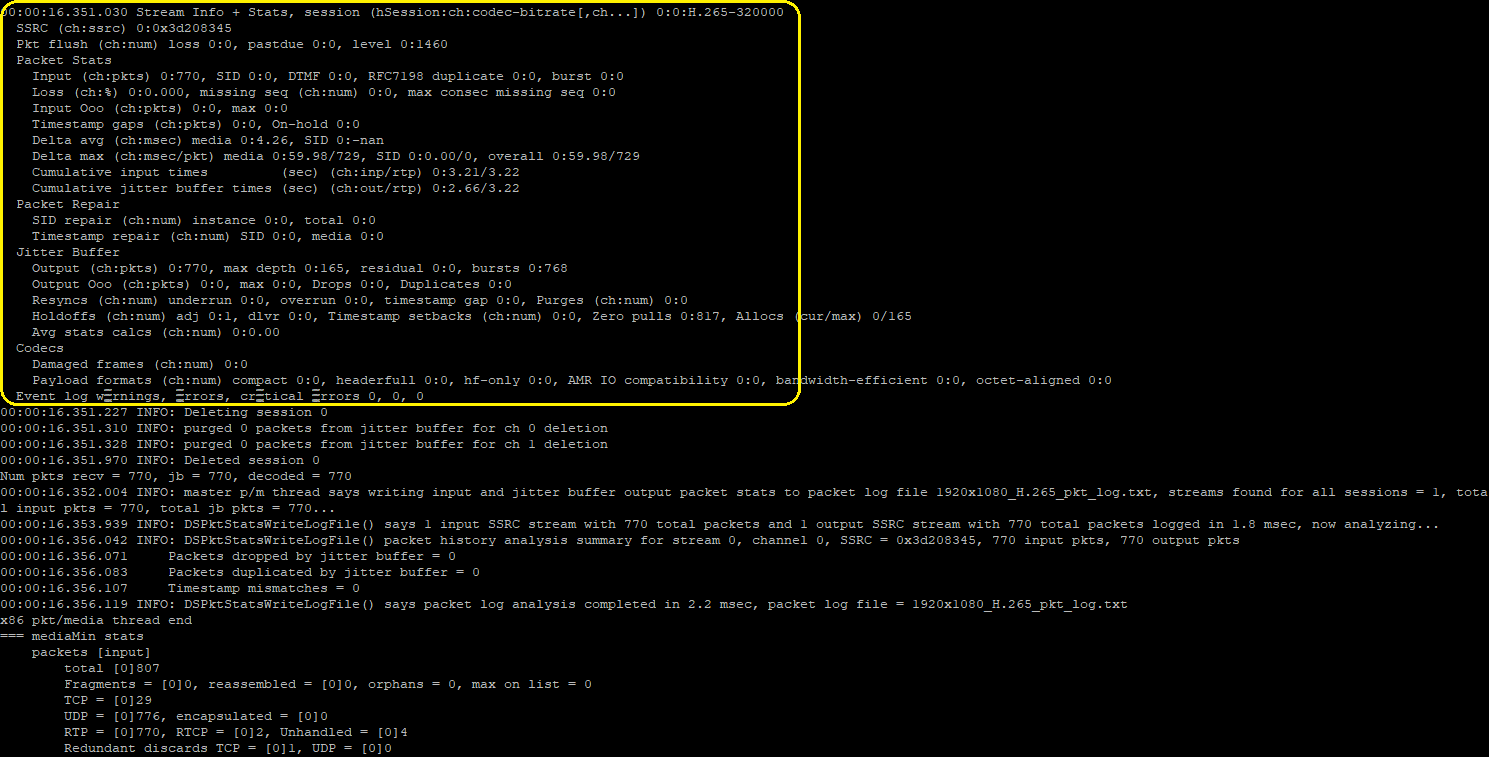 00:00:16.351.030 Stream Info + Stats, session (hSession:ch:codec-bitrate[,ch...]) 0:0:H.265-320000
SSRC (ch:ssrc) 0:0x3d208345
Pkt flush (ch:num) loss 0:0, pastdue 0:0, level 0:1460
Packet Stats
Input (ch:pkts) 0:770, SID 0:0, DTMF 0:0, RFC7198 duplicate 0:0, burst 0:0
Loss (ch:%) 0:0.000, missing seq (ch:num) 0:0, max consec missing seq 0:0
Input Ooo (ch:pkts) 0:0, max 0:0
Timestamp gaps (ch:pkts) 0:0, On-hold 0:0
Delta avg (ch:msec) media 0:4.26, SID 0:-nan
Delta max (ch:msec/pkt) media 0:59.98/729, SID 0:0.00/0, overall 0:59.98/729
Cumulative input times (sec) (ch:inp/rtp) 0:3.21/3.22
Cumulative jitter buffer times (sec) (ch:out/rtp) 0:2.66/3.22
Packet Repair
SID repair (ch:num) instance 0:0, total 0:0
Timestamp repair (ch:num) SID 0:0, media 0:0
Jitter Buffer
Output (ch:pkts) 0:770, max depth 0:165, residual 0:0, bursts 0:768
Output Ooo (ch:pkts) 0:0, max 0:0, Drops 0:0, Duplicates 0:0
Resyncs (ch:num) underrun 0:0, overrun 0:0, timestamp gap 0:0, Purges (ch:num) 0:0
Holdoffs (ch:num) adj 0:1, dlvr 0:0, Timestamp setbacks (ch:num) 0:0, Zero pulls 0:817, Allocs (cur/max) 0/165
Avg stats calcs (ch:num) 0:0.00
Codecs
Damaged frames (ch:num) 0:0
Payload formats (ch:num) compact 0:0, headerfull 0:0, hf-only 0:0, AMR IO compatibility 0:0, bandwidth-efficient 0:0, octet-aligned 0:0
Event log warnings, errors, critical errors 0, 0, 0
00:00:16.351.227 INFO: Deleting session 0
00:00:16.351.310 INFO: purged 0 packets from jitter buffer for ch 0 deletion
00:00:16.351.328 INFO: purged 0 packets from jitter buffer for ch 1 deletion
00:00:16.351.970 INFO: Deleted session 0
Num pkts recv = 770, jb = 770, decoded = 770
00:00:16.352.004 INFO: master p/m thread says writing input and jitter buffer output packet stats to packet log file 1920x1080_H.265_pkt_log.txt, streams found for all sessions = 1, tota
l input pkts = 770, total jb pkts = 770...
00:00:16.353.939 INFO: DSPktStatsWriteLogFile() says 1 input SSRC stream with 770 total packets and 1 output SSRC stream with 770 total packets logged in 1.8 msec, now analyzing...
00:00:16.356.042 INFO: DSPktStatsWriteLogFile() packet history analysis summary for stream 0, channel 0, SSRC = 0x3d208345, 770 input pkts, 770 output pkts
00:00:16.356.071 Packets dropped by jitter buffer = 0
00:00:16.356.083 Packets duplicated by jitter buffer = 0
00:00:16.356.107 Timestamp mismatches = 0
00:00:16.356.119 INFO: DSPktStatsWriteLogFile() says packet log analysis completed in 2.2 msec, packet log file = 1920x1080_H.265_pkt_log.txt
x86 pkt/media thread end
=== mediaMin stats
packets [input]
total [0]807
Fragments = [0]0, reassembled = [0]0, orphans = 0, max on list = 0
TCP = [0]29
UDP = [0]776, encapsulated = [0]0
RTP = [0]770, RTCP = [0]2, Unhandled = [0]4
Redundant discards TCP = [0]1, UDP = [0]0